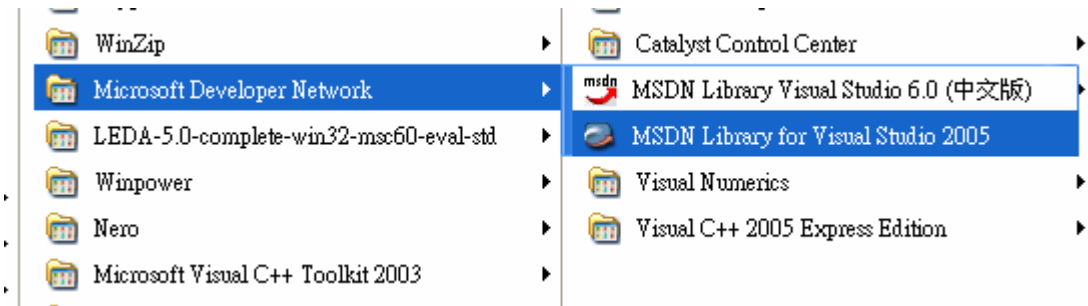 WinZip
Microsoft Developer Network
LEDA-5.0-complete-win32-msc60-eval-std
Winpower
Nero
Microsoft Visual C++ Toolkit 2003
Catalyst Control Center
msdn
MSDN Library Visual Studio 6.0 (中文版)
MSDN Library for Visual Studio 2005
Visual Numerics
Visual C++ 2005 Express Edition